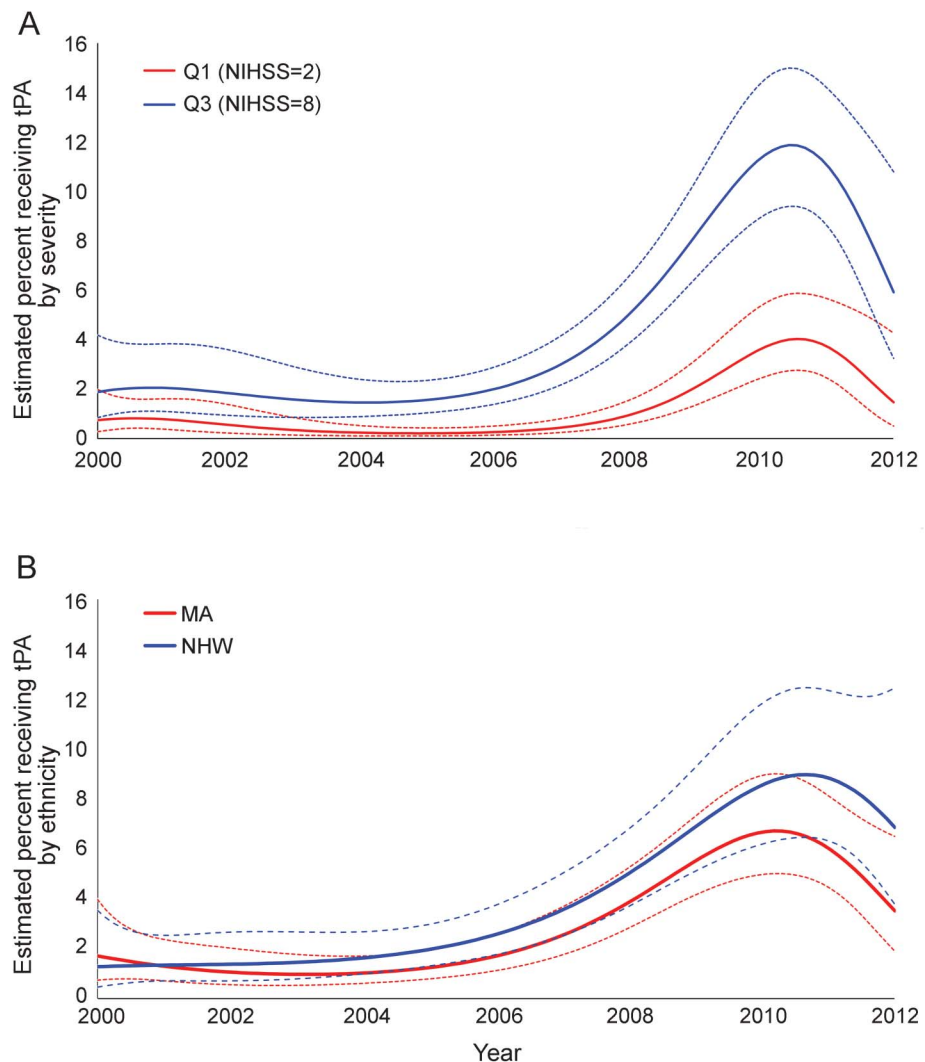 A
Estimated percent receiving tPA
by severity
16
14
12
10
8
6
4
2
0
Q1 (NIHSS=2)
Q3 (NIHSS=8)
2000 2002 2004 2006 2008 2010 2012
B
Estimated percent receiving tPA
by ethnicity
16
14
12
10
8
6
4
2
0
MA
NHW
2000 2002 2004 2006 2008 2010 2012
Year